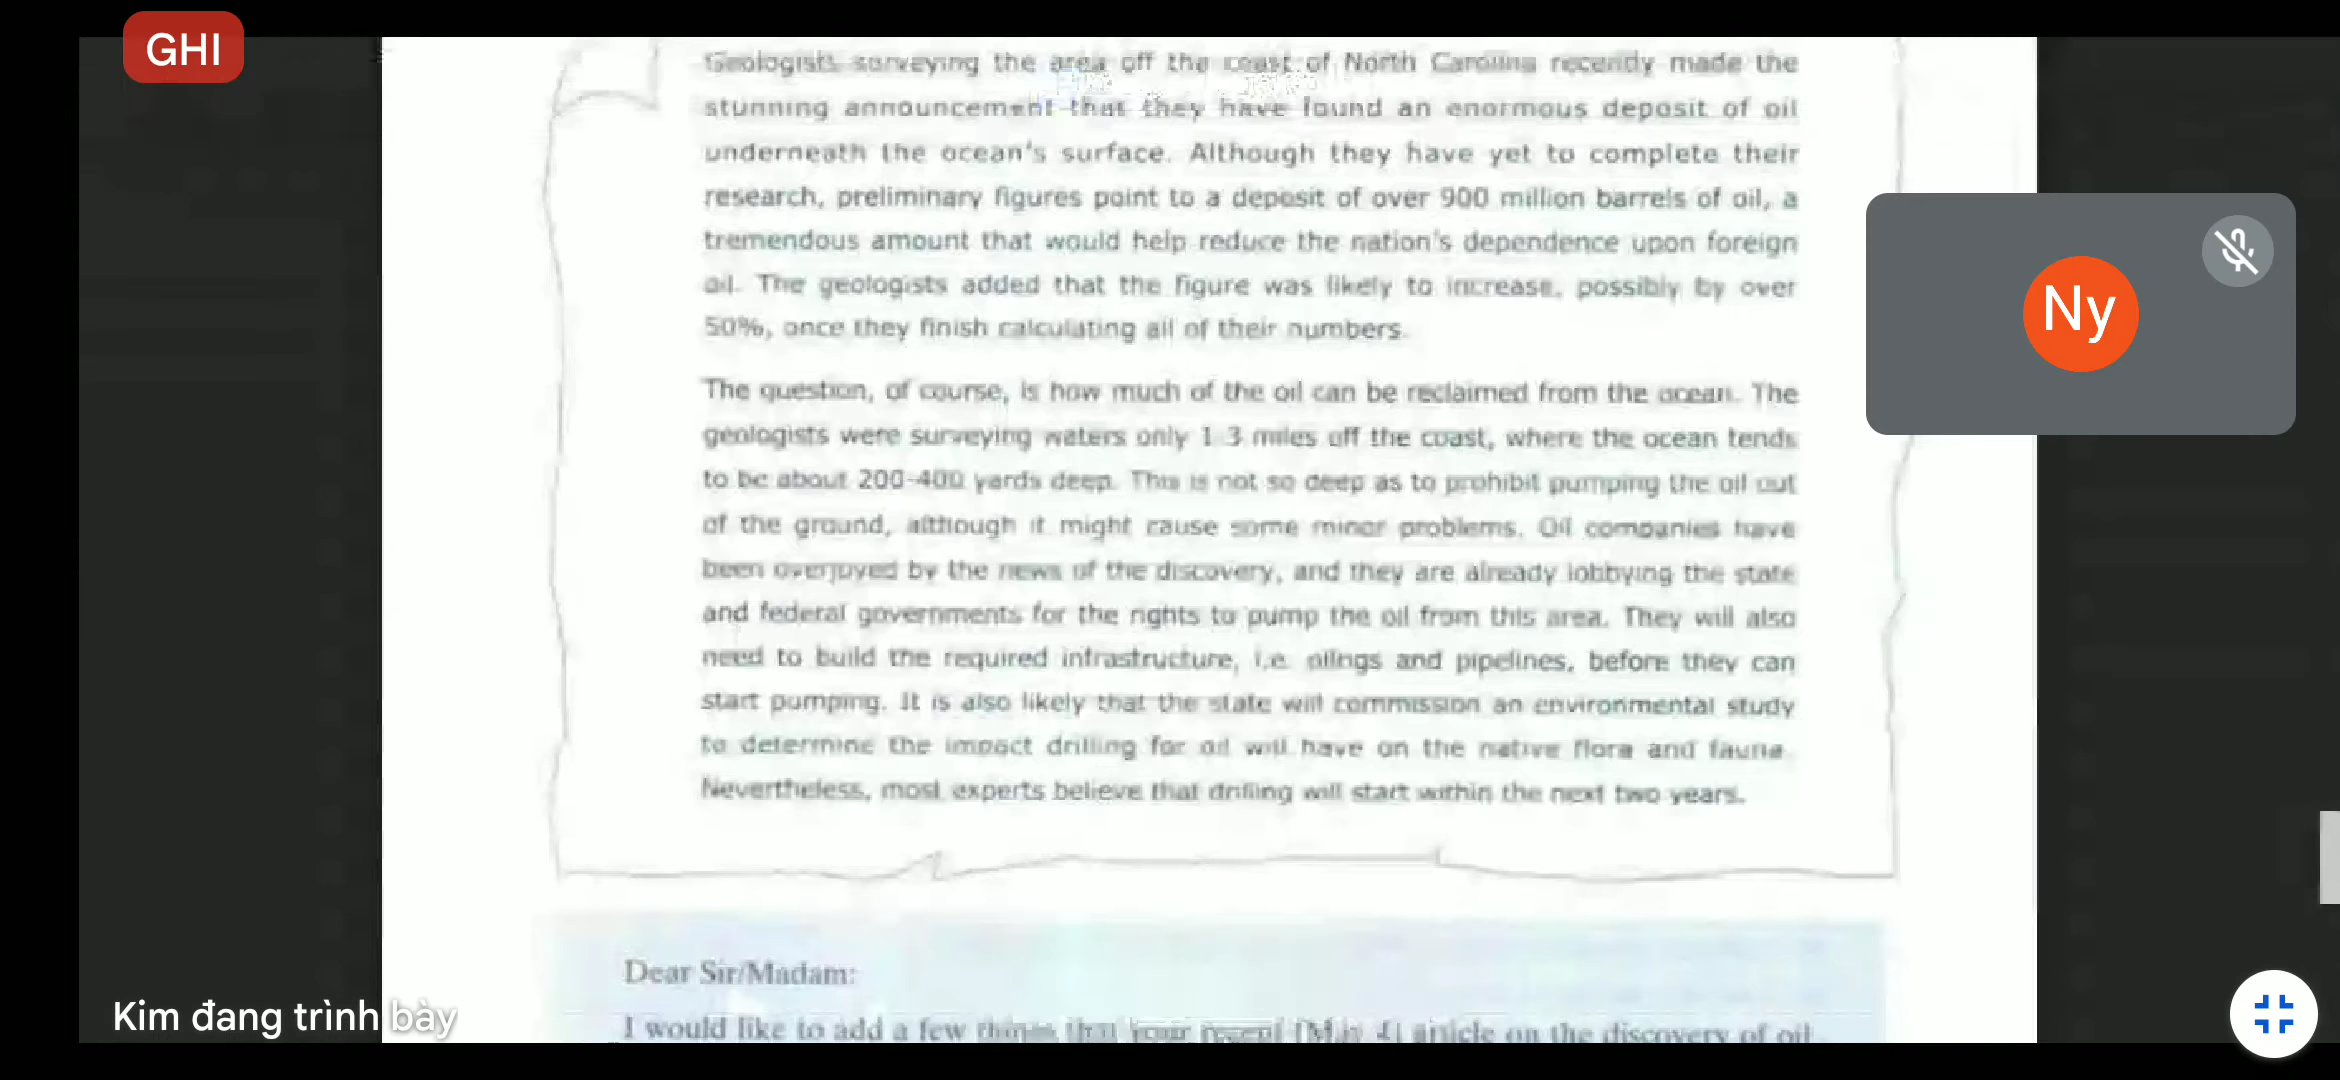 GHI
Geologists surveying the area off the coast of North Carolina recently made the
stunning announcement that they have found an enormous deposit of oil
underneath the ocean's surface. Although they have yet to complete their
research, preliminary figures point to a deposit of over 900 million barrels of oil, a
tremendous amount that would help reduce the nation's dependence upon foreign
oil. The geologists added that the figure was likely to increase, possibly by over
50%, once they finish calculating all of their numbers.
The question, of course, is how much of the oil can be reclaimed from the ocean. The
geologists were surveying waters only 1-3 miles off the coast, where the ocean tends
to be about 200-400 yards deep. This is not so deep as to prohibit pumping the oil out
of the ground, although it might cause some minor problems. Oil companies have
been overjoyed by the news of the discovery, and they are already lobbying the state
and federal governments for the rights to pump the oil from this area. They will also
need to build the required infrastructure, i.e. pilings and pipelines, before they can
start pumping. It is also likely that the state will commission an environmental study
to determine the impact drilling for oil will have on the native flora and fauna.
Nevertheless, most experts believe that drilling will start within the next two years.
Ny
Dear Sir/Madam:
I would like to add a few things that your recent (May 4) article on the discovery of oil
Kim đang trình bày